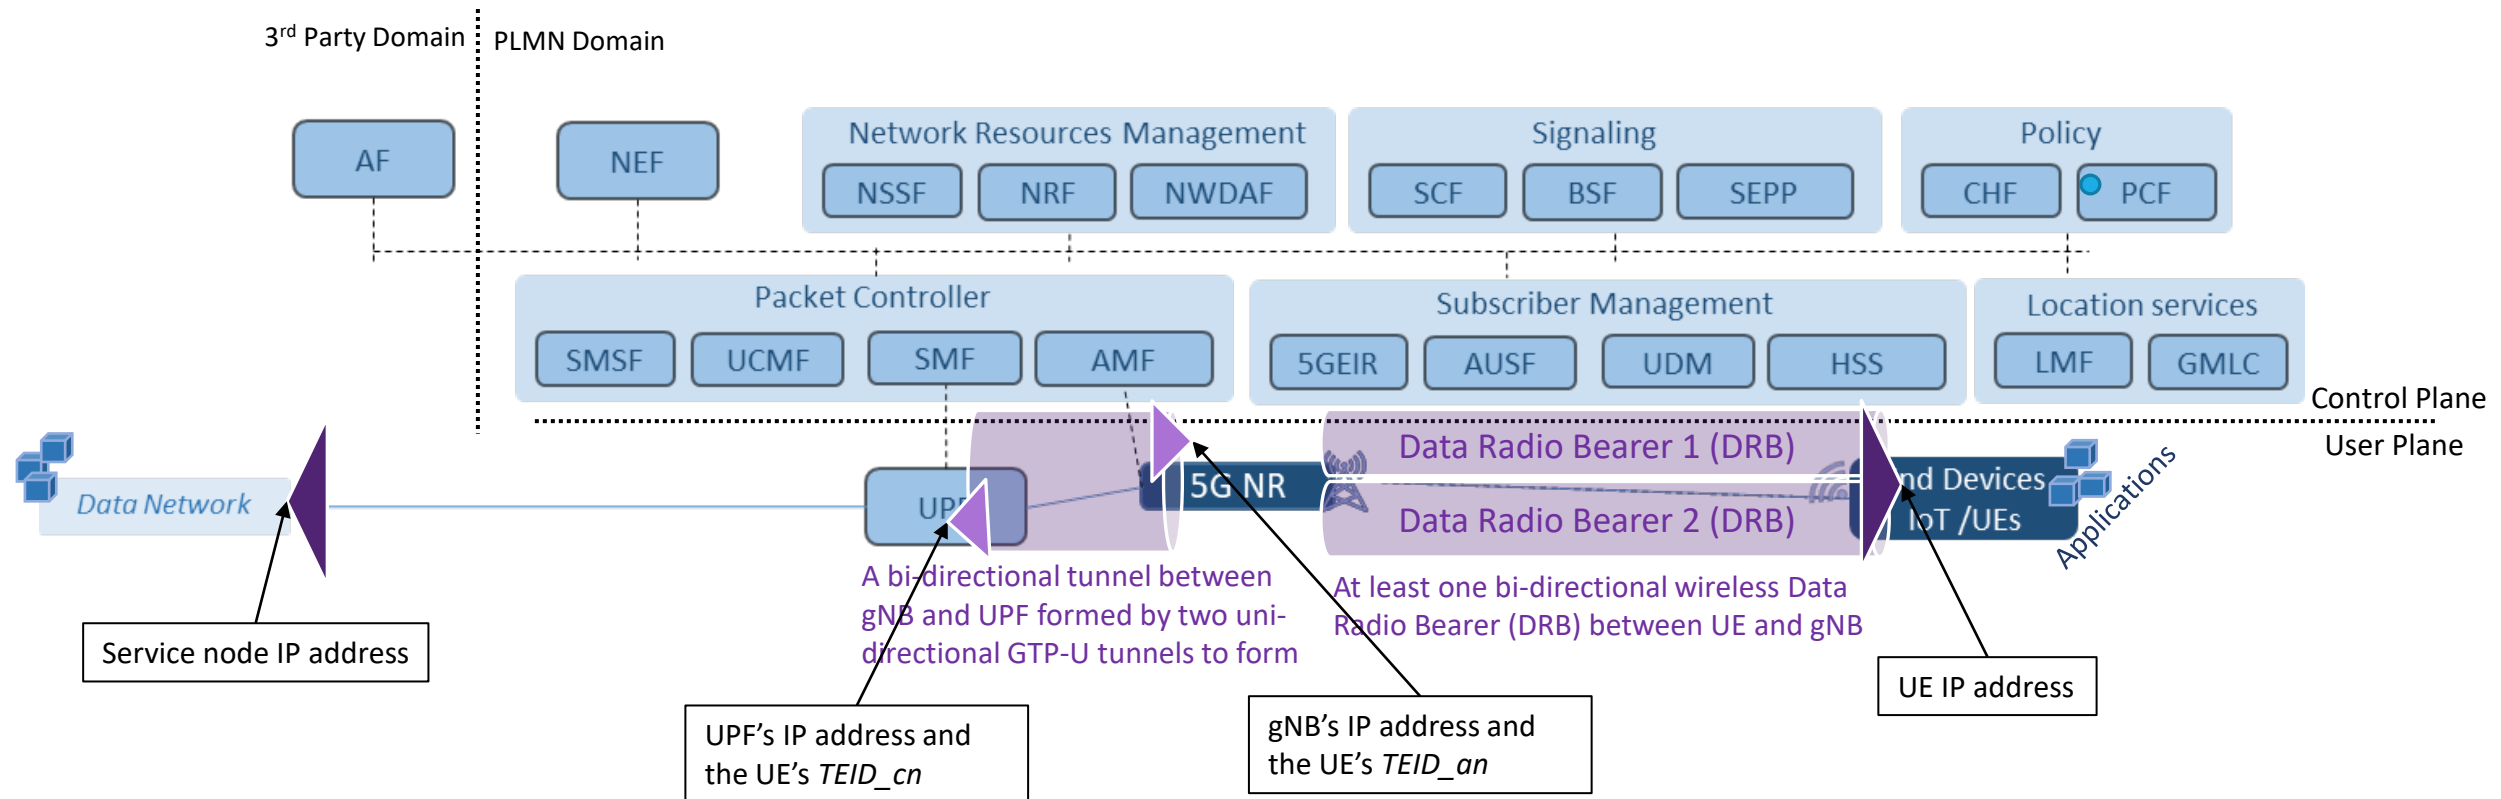 3rd Party Domain
PLMN Domain
AF
NEF
Network Resources Management
NSSF
NRF
NWDAF
Signaling
SCF
BSF
SEPP
Policy
CHF
PCF
Packet Controller
SMSF
UCMF
SMF
AMF
Subscriber Management
5GEIR
AUSF
UDM
HSS
Location services
LMF
GMLC
Control Plane
User Plane
Data Network
UPF
5G NR
Data Radio Bearer 1 (DRB)
Data Radio Bearer 2 (DRB)
nd Devices
IoT /UEs
Applications
A bi-directional tunnel between
gNB and UPF formed by two uni-
directional GTP-U tunnels to form
At least one bi-directional wireless Data
Radio Bearer (DRB) between UE and gNB
Service node IP address
UPF’s IP address and
the UE’s TEID_cn
gNB’s IP address and
the UE’s TEID_an
UE IP address